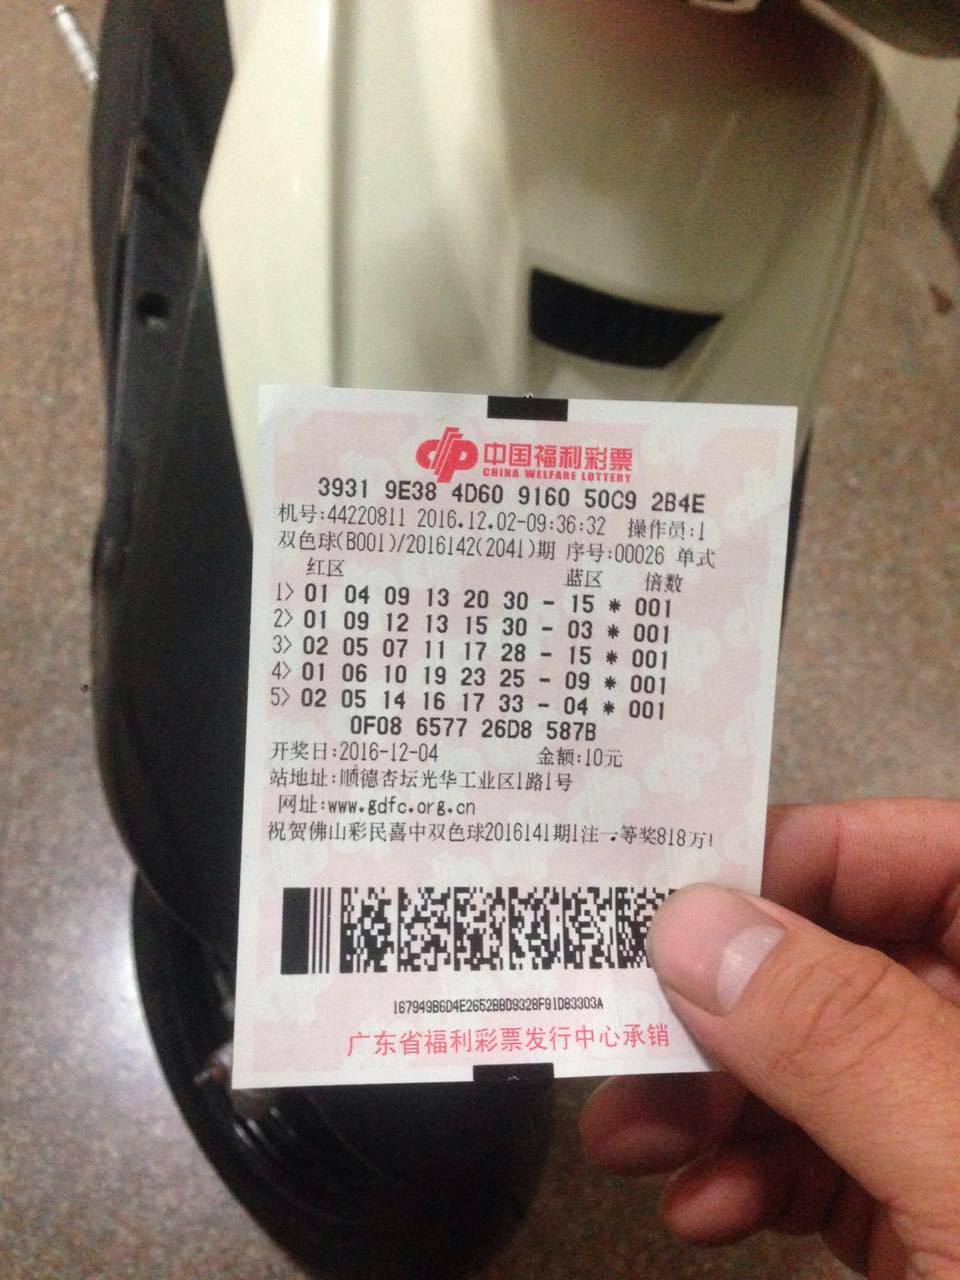 中国福利彩票
CHINA WELFARE LOTTERY
3931 9E38 4D60 9160 50C9 2B4E
机号:44220811 2016.12.02-09:36:32 操作员:1
双色球(B001)/2016142(2041)期 序号:00026 单式
红区 蓝区 倍数
1> 01 04 09 13 20 30 - 15 * 001
2> 01 09 12 13 15 30 - 03 * 001
3> 02 05 07 11 17 28 - 15 * 001
4> 01 06 10 19 23 25 - 09 * 001
5> 02 05 14 16 17 33 - 04 * 001
0F08 6577 26D8 587B
开奖日:2016-12-04 金额:10元
站地址:顺德杏坛光华工业区1路1号
网址:www.gdfc.org.cn
祝贺佛山彩民喜中双色球2016141期1注一等奖818万!
167949B6D4E2652BBD9328F91D83303A
广东省福利彩票发行中心承销